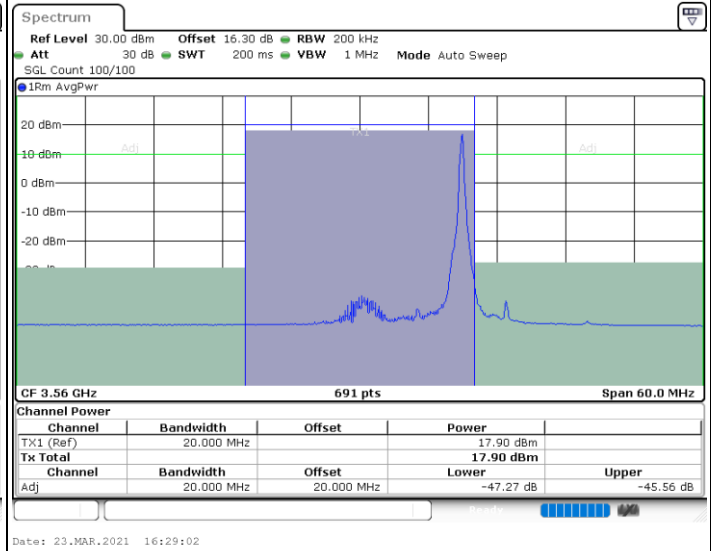 Spectrum
Ref Level 30.00 dBm Offset 16.30 dB RBW 200 kHz
Att 30 dB SWT 200 ms VBW 1 MHz Mode Auto Sweep
SGL Count 100/100
1Rm AvgPwr
20 dBm
TX1
10 dBm Adj Adj
0 dBm
-10 dBm
-20 dBm
CF 3.56 GHz 691 pts Span 60.0 MHz
Channel Power
Channel Bandwidth Offset Power
TX1 (Ref) 20.000 MHz 17.90 dBm
Tx Total 17.90 dBm
Channel Bandwidth Offset Lower Upper
Adj 20.000 MHz 20.000 MHz -47.27 dB -45.56 dB
Ready
Date: 23.MAR.2021 16:29:02